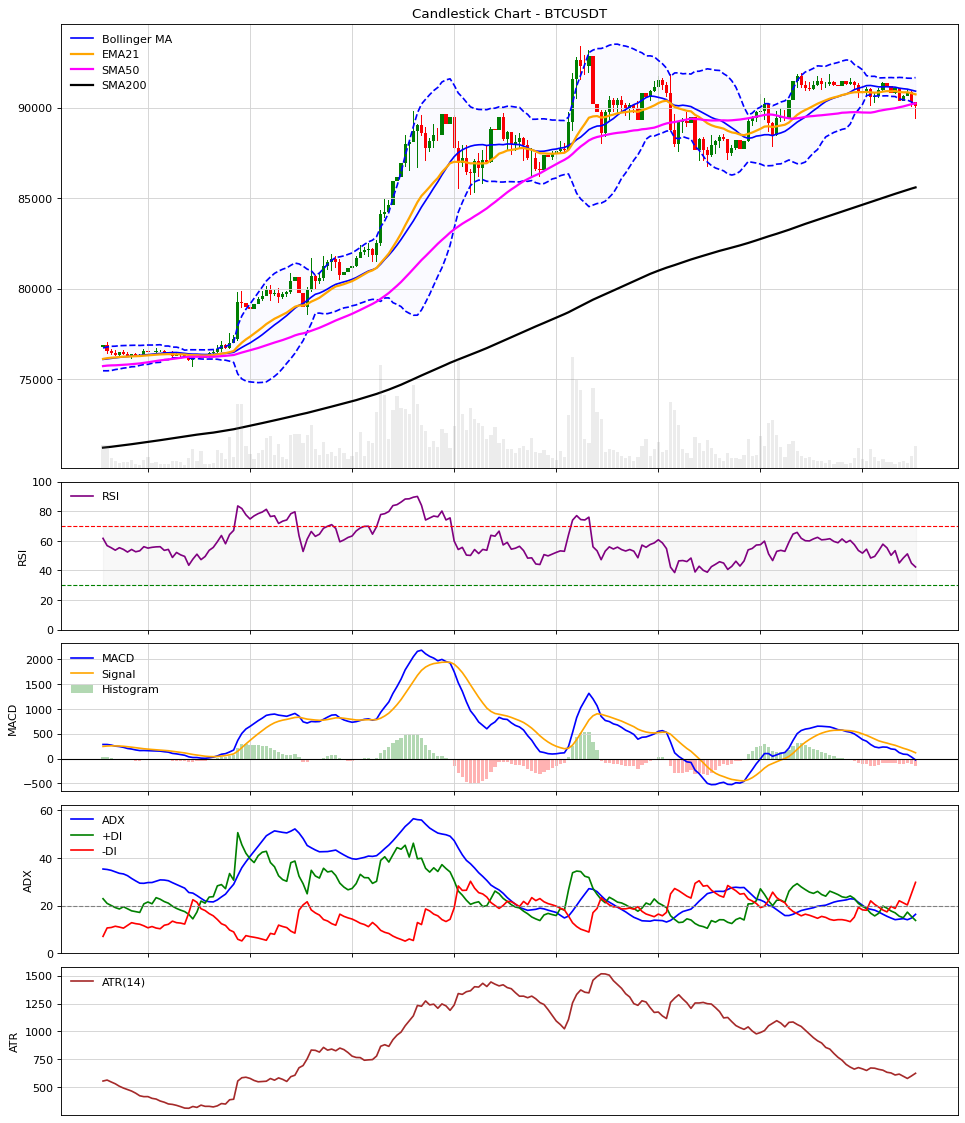 Candlestick Chart - BTCUSDT
Bollinger MA
EMA21
SMA50
SMA200
90000
85000
80000
75000
100
80
60
40
20
0
RSI
RSI
2000
1500
1000
500
0
−500
MACD
MACD
Signal
Histogram
60
40
20
0
ADX
ADX
+DI
-DI
1500
1250
1000
750
500
ATR
ATR(14)